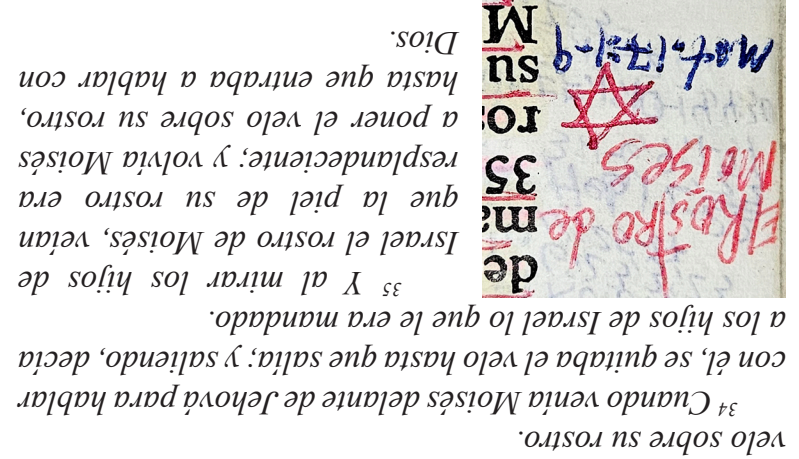 velo sobre su rostro.
34 Cuando venía Moisés delante de Jehová para hablar
con él, se quitaba el velo hasta que salía; y saliendo, decía
a los hijos de Israel lo que le era mandado.
35 Y al mirar los hijos de
Israel el rostro de Moisés, veían
que la piel de su rostro era
resplandeciente; y volvía Moisés
a poner el velo sobre su rostro,
hasta que entraba a hablar con
Dios.
El Rostro de
Moises
Mat. 17:1-9
de
ma
35
ros
su
M